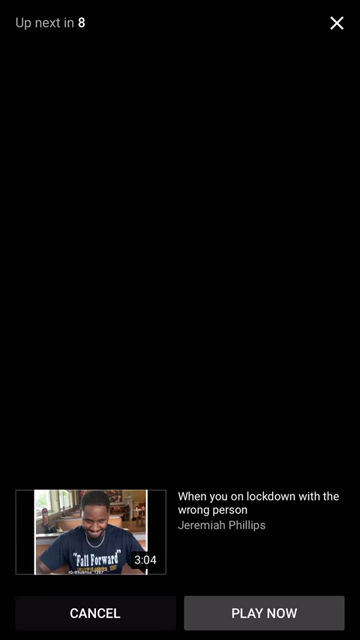 Up next in 8
When you on lockdown with the
wrong person
Jeremiah Phillips
"Fall Forward"
3:04
CANCEL
PLAY NOW